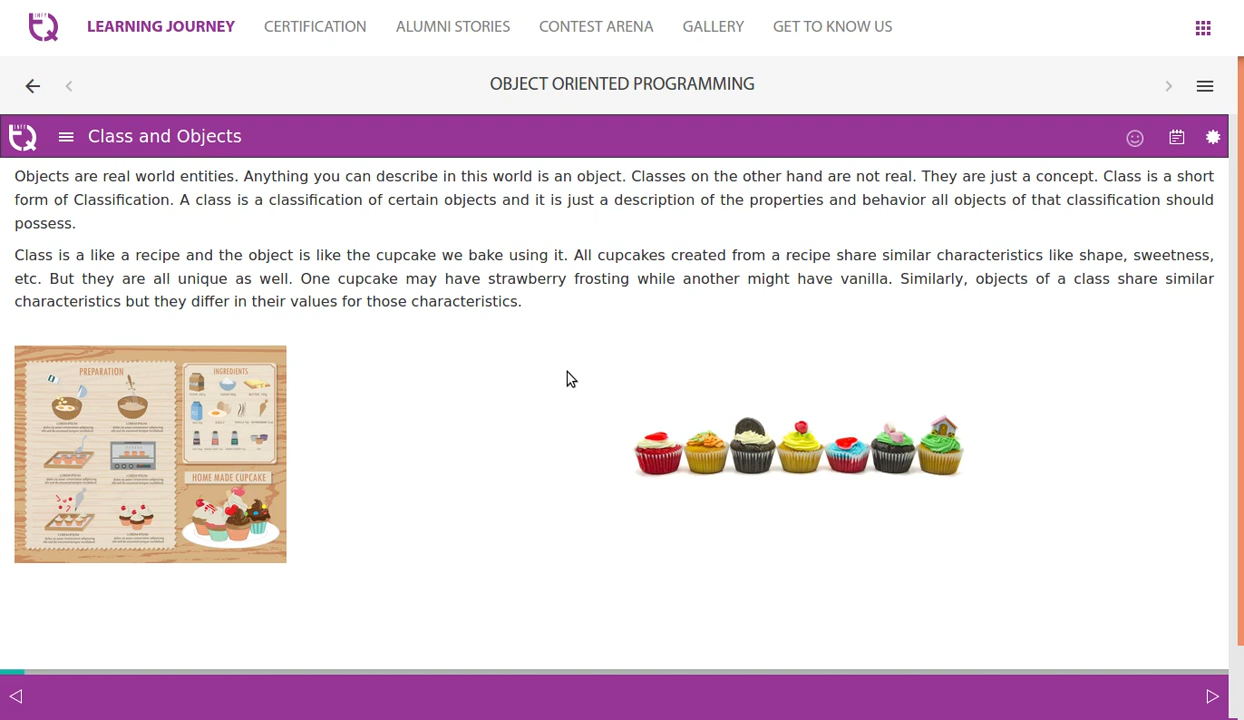 LEARNING JOURNEY CERTIFICATION ALUMNI STORIES CONTEST ARENA GALLERY GET TO KNOW US
OBJECT ORIENTED PROGRAMMING
Class and Objects
Objects are real world entities. Anything you can describe in this world is an object. Classes on the other hand are not real. They are just a concept. Class is a short
form of Classification. A class is a classification of certain objects and it is just a description of the properties and behavior all objects of that classification should
possess.
Class is a like a recipe and the object is like the cupcake we bake using it. All cupcakes created from a recipe share similar characteristics like shape, sweetness,
etc. But they are all unique as well. One cupcake may have strawberry frosting while another might have vanilla. Similarly, objects of a class share similar
characteristics but they differ in their values for those characteristics.
PREPARATION
INGREDIENTS
HOME MADE CUPCAKE